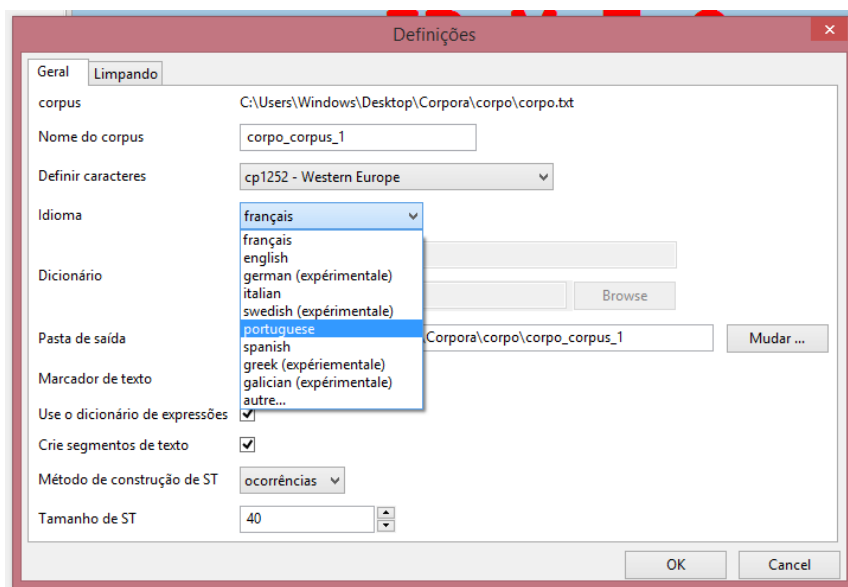 Definições
Geral Limpando
corpus C:\Users\Windows\Desktop\Corpora\corpo\corpo.txt
Nome do corpus corpo_corpus_1
Definir caracteres cp1252 - Western Europe
Idioma français
français
english
german (expérimentale)
Dicionário
italian
Browse
swedish (expérimentale)
portuguese
Pasta de saída \Corpora\corpo\corpo_corpus_1 Mudar ...
spanish
greek (expériementale)
Marcador de texto
galician (expérimentale)
autre...
Use o dicionário de expressões
Crie segmentos de texto
Método de construção de ST ocorrências
Tamanho de ST 40
OK Cancel